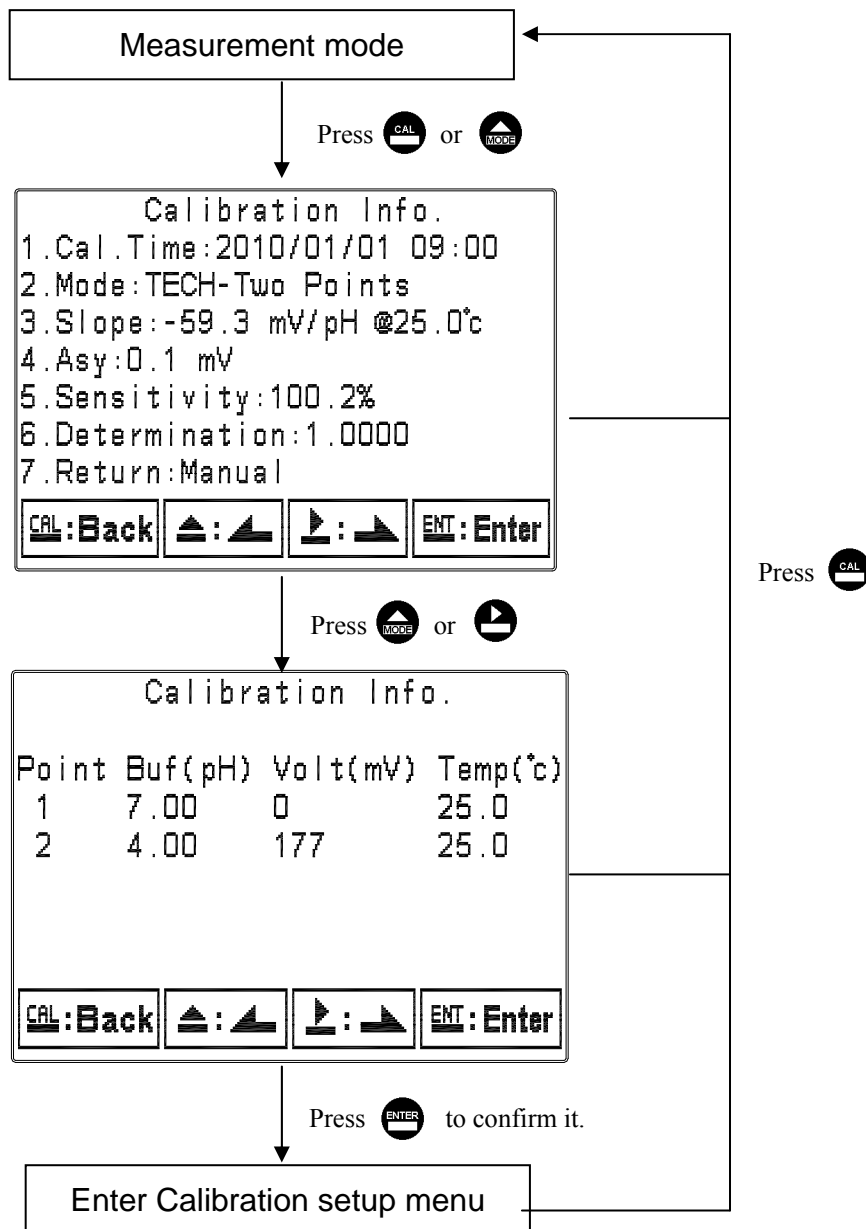 Measurement mode
Press CAL or MODE
Calibration Info.
1.Cal.Time:2010/01/01 09:00
2.Mode:TECH-Two Points
3.Slope:-59.3 mV/pH @25.0℃
4.Asy:0.1 mV
5.Sensitivity:100.2%
6.Determination:1.0000
7.Return:Manual
CAL:Back : : ENT:Enter
Press CAL
Press MODE or
Calibration Info.
Point Buf(pH) Volt(mV) Temp(℃)
1 7.00 0 25.0
2 4.00 177 25.0
CAL:Back : : ENT:Enter
Press ENTER to confirm it.
Enter Calibration setup menu